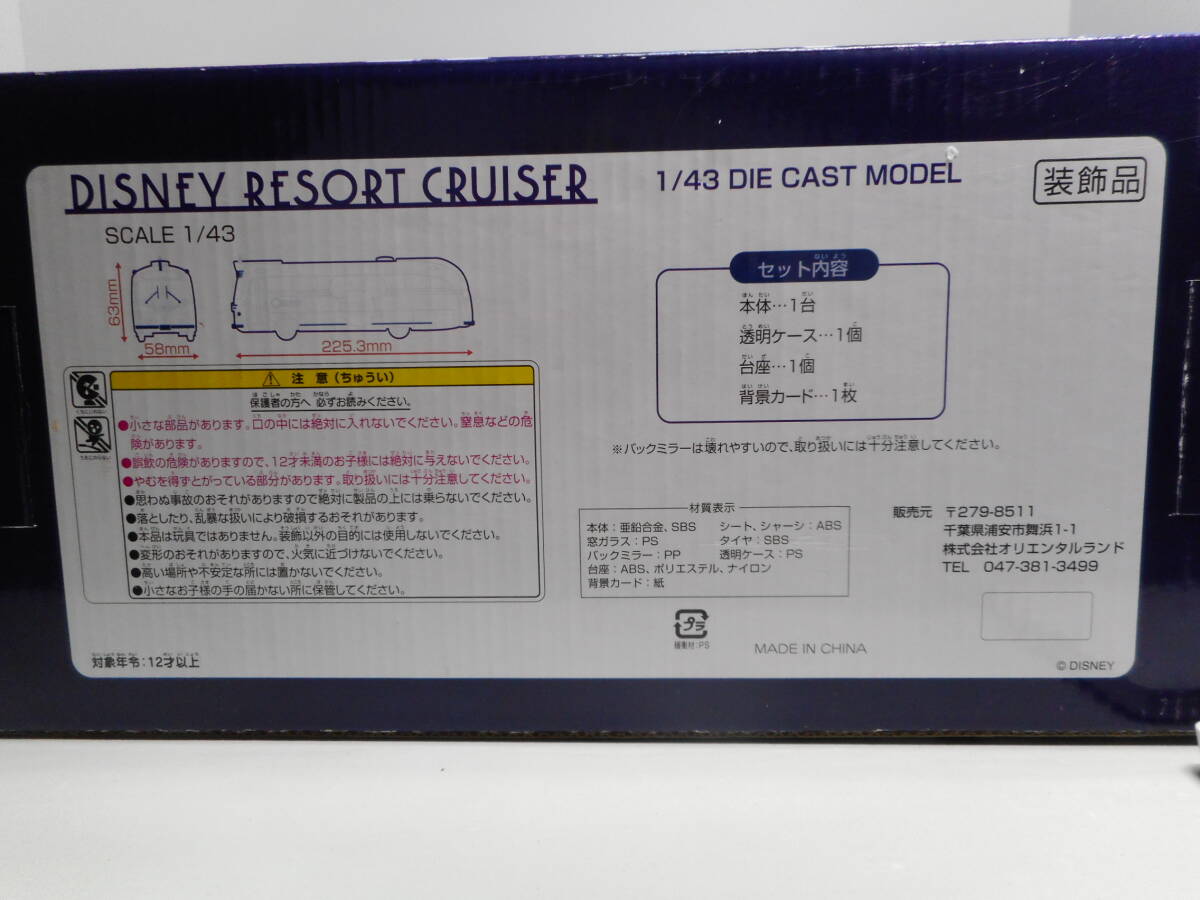 DISNEY RESORT CRUISER
1/43 DIE CAST MODEL
装飾品
SCALE 1/43
63mm
58mm
225.3mm
セット内容
本体…1台
透明ケース…1個
台座…1個
背景カード…1枚
※バックミラーは壊れやすいので、取り扱いには十分注意してください。
注意(ちゅうい)
保護者の方へ 必ずお読みください。
●小さな部品があります。口の中には絶対に入れないでください。窒息などの危
険があります。
●誤飲の危険がありますので、12才未満のお子様には絶対に与えないでください。
●やむを得ずとがっている部分があります。取り扱いには十分注意してください。
●思わぬ事故のおそれがありますので絶対に製品の上には乗らないでください。
●落としたり、乱暴な扱いにより破損するおそれがあります。
●本品は玩具ではありません。装飾以外の目的には使用しないでください。
●変形のおそれがありますので、火気に近づけないでください。
●高い場所や不安定な所には置かないでください。
●小さなお子様の手の届かない所に保管してください。
対象年令:12才以上
材質表示
本体:亜鉛合金、SBS シート、シャーシ:ABS
窓ガラス:PS タイヤ:SBS
バックミラー:PP 透明ケース:PS
台座:ABS、ポリエステル、ナイロン
背景カード:紙
販売元 〒279-8511
千葉県浦安市舞浜1-1
株式会社オリエンタルランド
TEL 047-381-3499
プラ
緩衝材:PS
MADE IN CHINA
© DISNEY